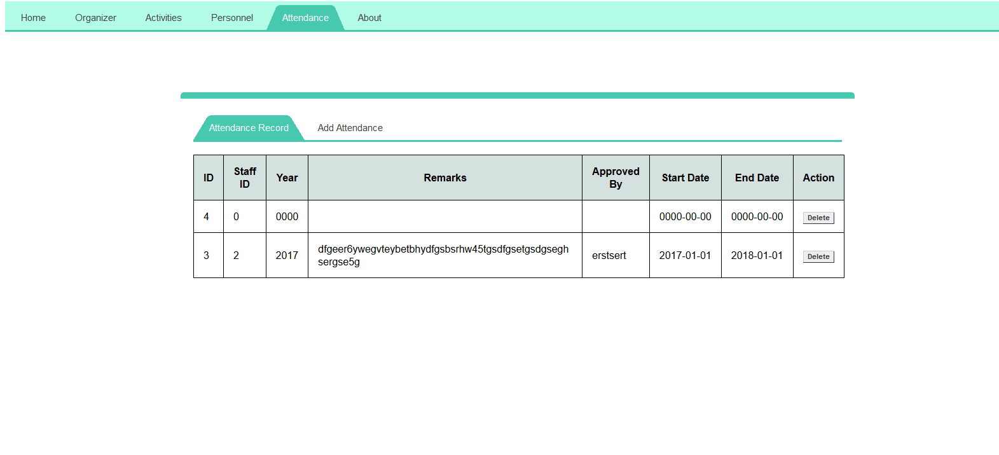 Home Organizer Activities Personnel Attendance About
Attendance Record Add Attendance
ID Staff ID Year Remarks Approved By Start Date End Date Action
4 0 0000 0000-00-00 0000-00-00 Delete
3 2 2017 dfgeer6ywegvteybetbhydfgsbsrhw45tgsdfgsetgsdgsegh erstsert 2017-01-01 2018-01-01 Delete
sergse5g